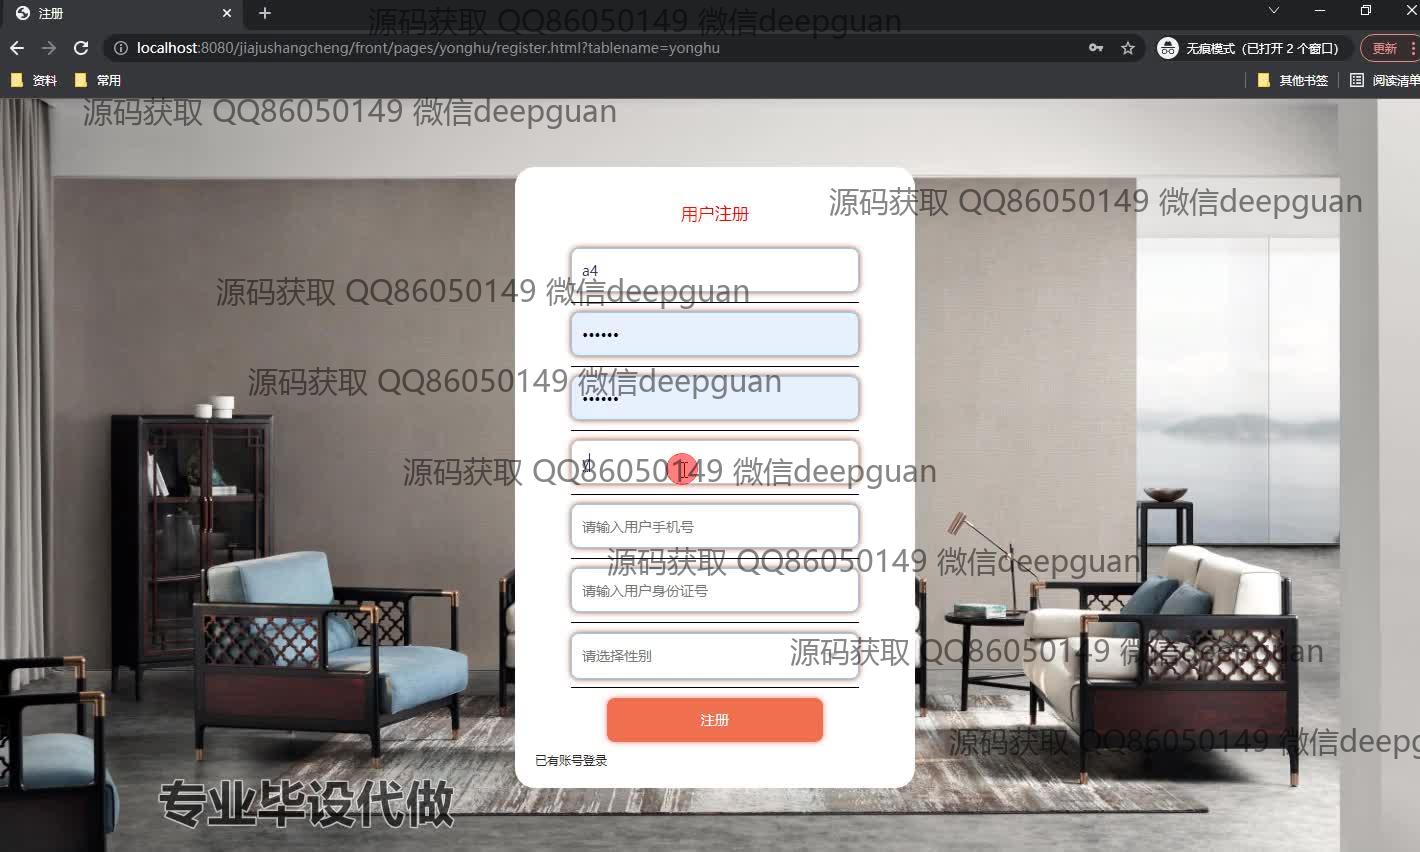 注册
源码获取 QQ86050149 微信deepguan
localhost:8080/jiajushangcheng/front/pages/yonghu/register.html?tablename=yonghu
无痕模式（已打开 2 个窗口）
更新
资料
常用
其他书签
阅读清单
源码获取 QQ86050149 微信deepguan
源码获取 QQ86050149 微信deepguan
用户注册
a4
源码获取 QQ86050149 微信deepguan
••••••
源码获取 QQ86050149 微信deepguan
••••••
源码获取 QQ86050149 微信deepguan
请输入用户手机号
源码获取 QQ86050149 微信deepguan
请输入用户身份证号
请选择性别
源码获取 QQ86050149 微信deepguan
注册
源码获取 QQ86050149 微信deepg
已有账号登录
专业毕设代做